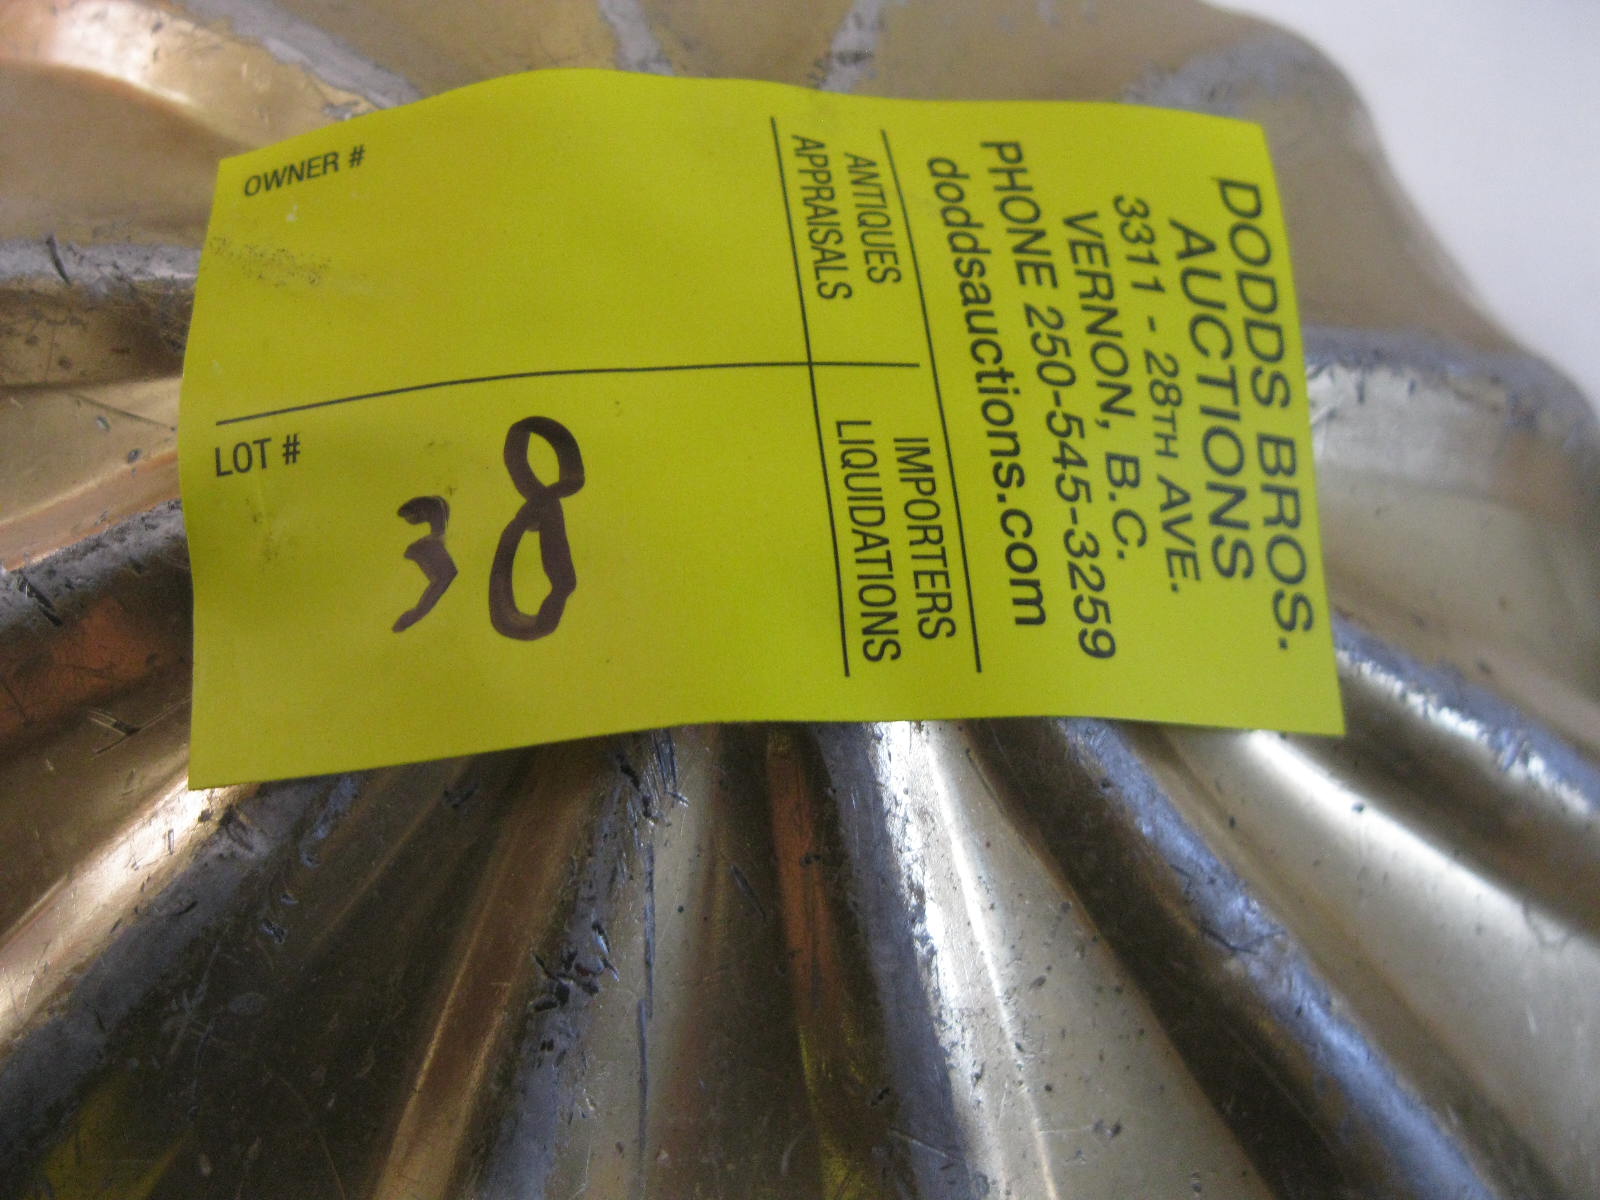 DODDS BROS.
AUCTIONS
3311 - 28TH AVE.
VERNON, B.C.
PHONE 250-545-3259
doddsauctions.com
ANTIQUES
APPRAISALS
IMPORTERS
LIQUIDATIONS
OWNER #
LOT #
38